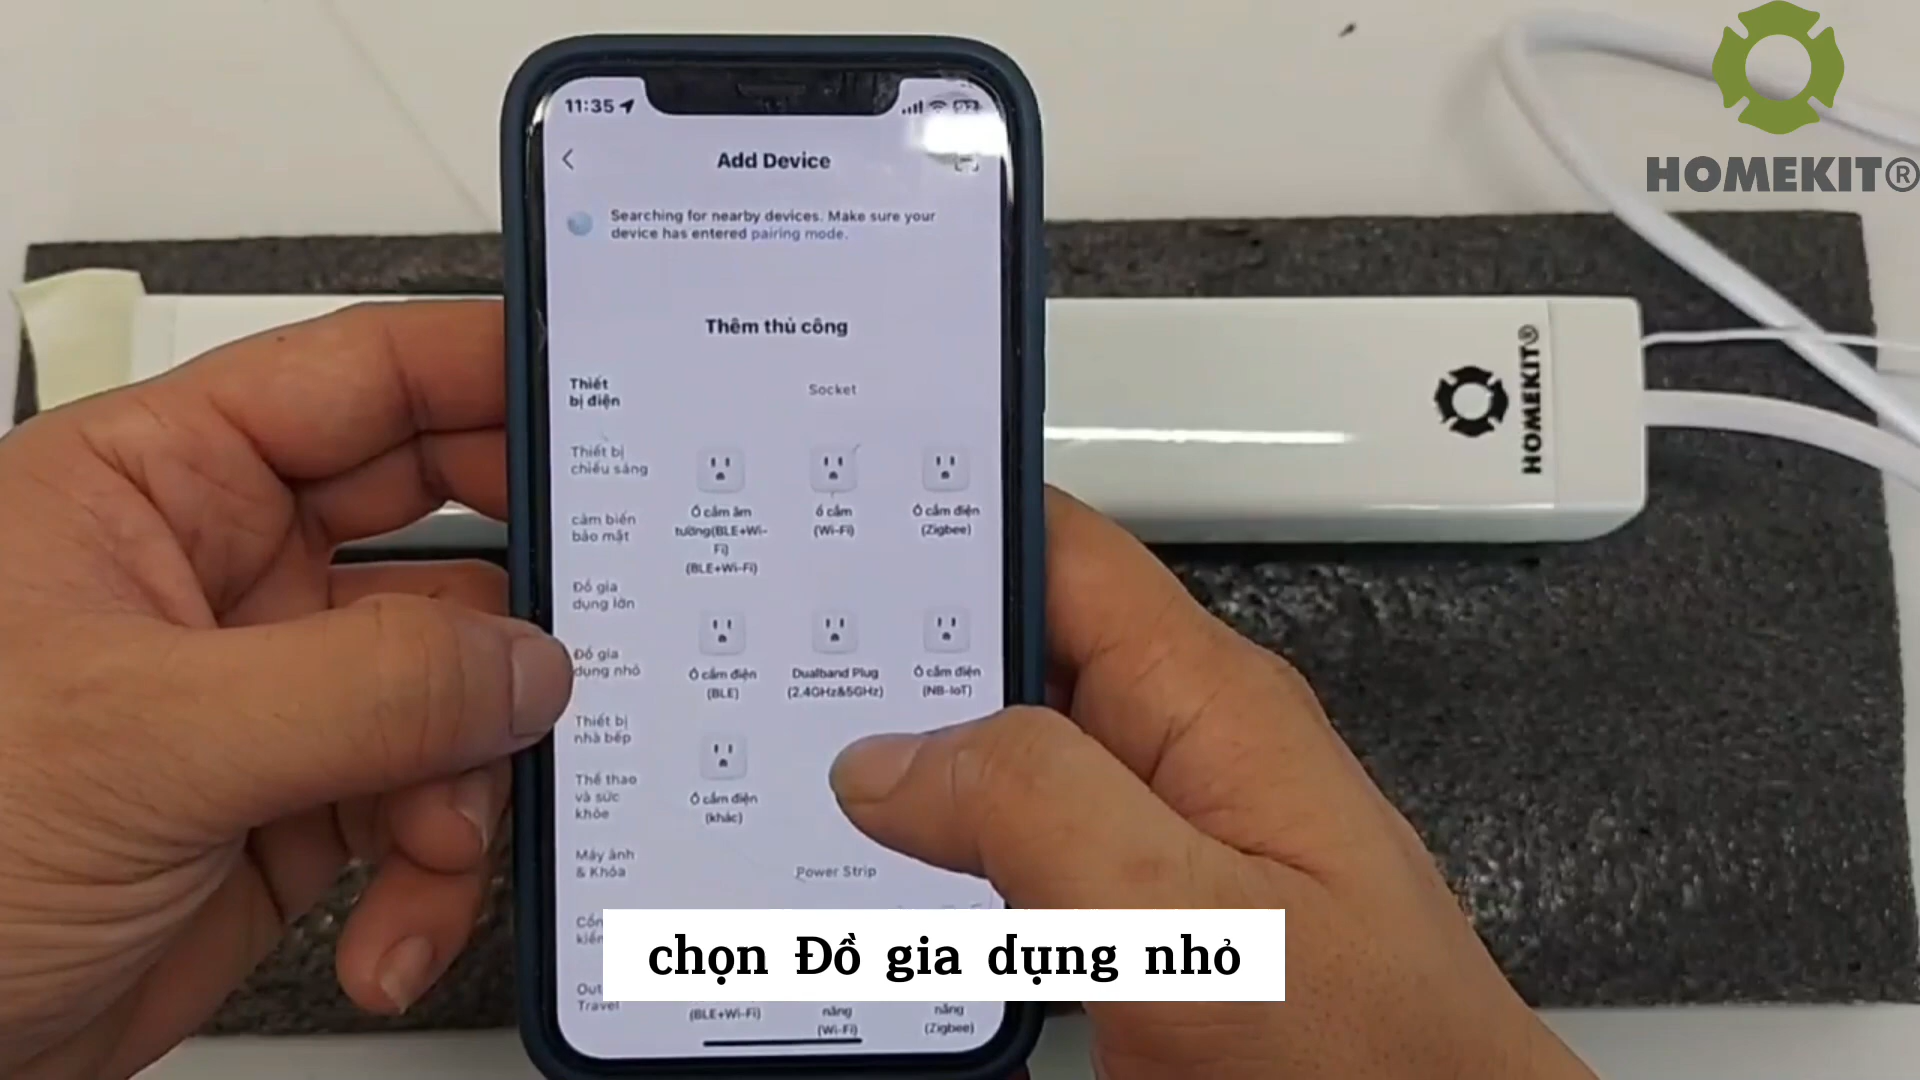 HOMEKIT®
11:35
Add Device
Searching for nearby devices. Make sure your
device has entered pairing mode.
Thêm thủ công
Thiết
bị điện
Thiết bị
chiếu sáng
cảm biến
bảo mật
Đồ gia
dụng lớn
Đồ gia
dụng nhỏ
Thiết bị
nhà bếp
Thể thao
và sức
khỏe
Máy ảnh
& Khóa
Out
Travel
Socket
Ổ cắm âm
tường(BLE+Wi-
Fi)
(BLE+Wi-Fi)
ổ cắm
(Wi-Fi)
Ổ cắm điện
(Zigbee)
Ổ cắm điện
(BLE)
Dualband Plug
(2.4GHz&5GHz)
Ổ cắm điện
(NB-IoT)
Ổ cắm điện
(khác)
Power Strip
(BLE+Wi-Fi)
năng
(Wi-Fi)
năng
(Zigbee)
HOMEKIT®
chọn Đồ gia dụng nhỏ